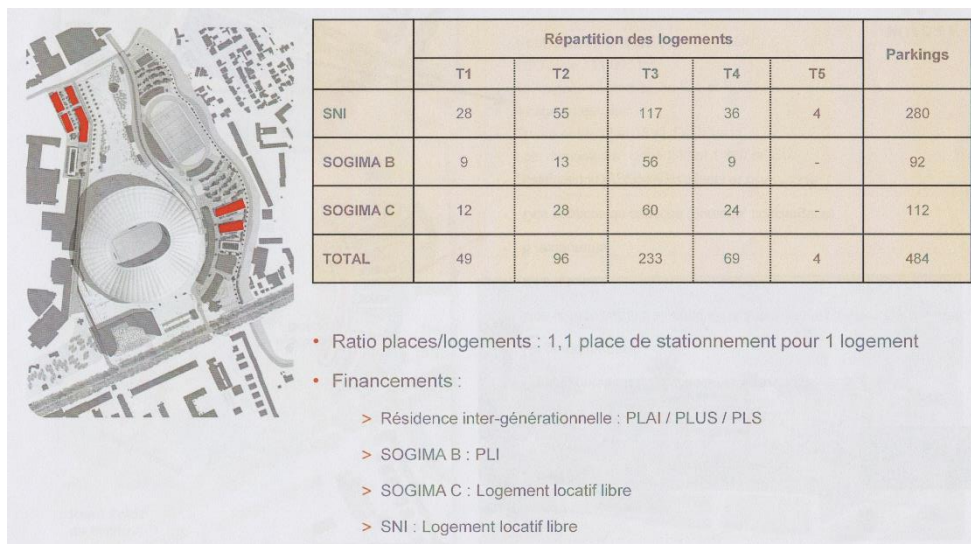 Répartition des logements
Parkings
T1 T2 T3 T4 T5
SNI 28 55 117 36 4 280
SOGIMA B 9 13 56 9 - 92
SOGIMA C 12 28 60 24 - 112
TOTAL 49 96 233 69 4 484
• Ratio places/logements : 1,1 place de stationnement pour 1 logement
• Financements :
> Résidence inter-générationnelle : PLAI / PLUS / PLS
> SOGIMA B : PLI
> SOGIMA C : Logement locatif libre
> SNI : Logement locatif libre